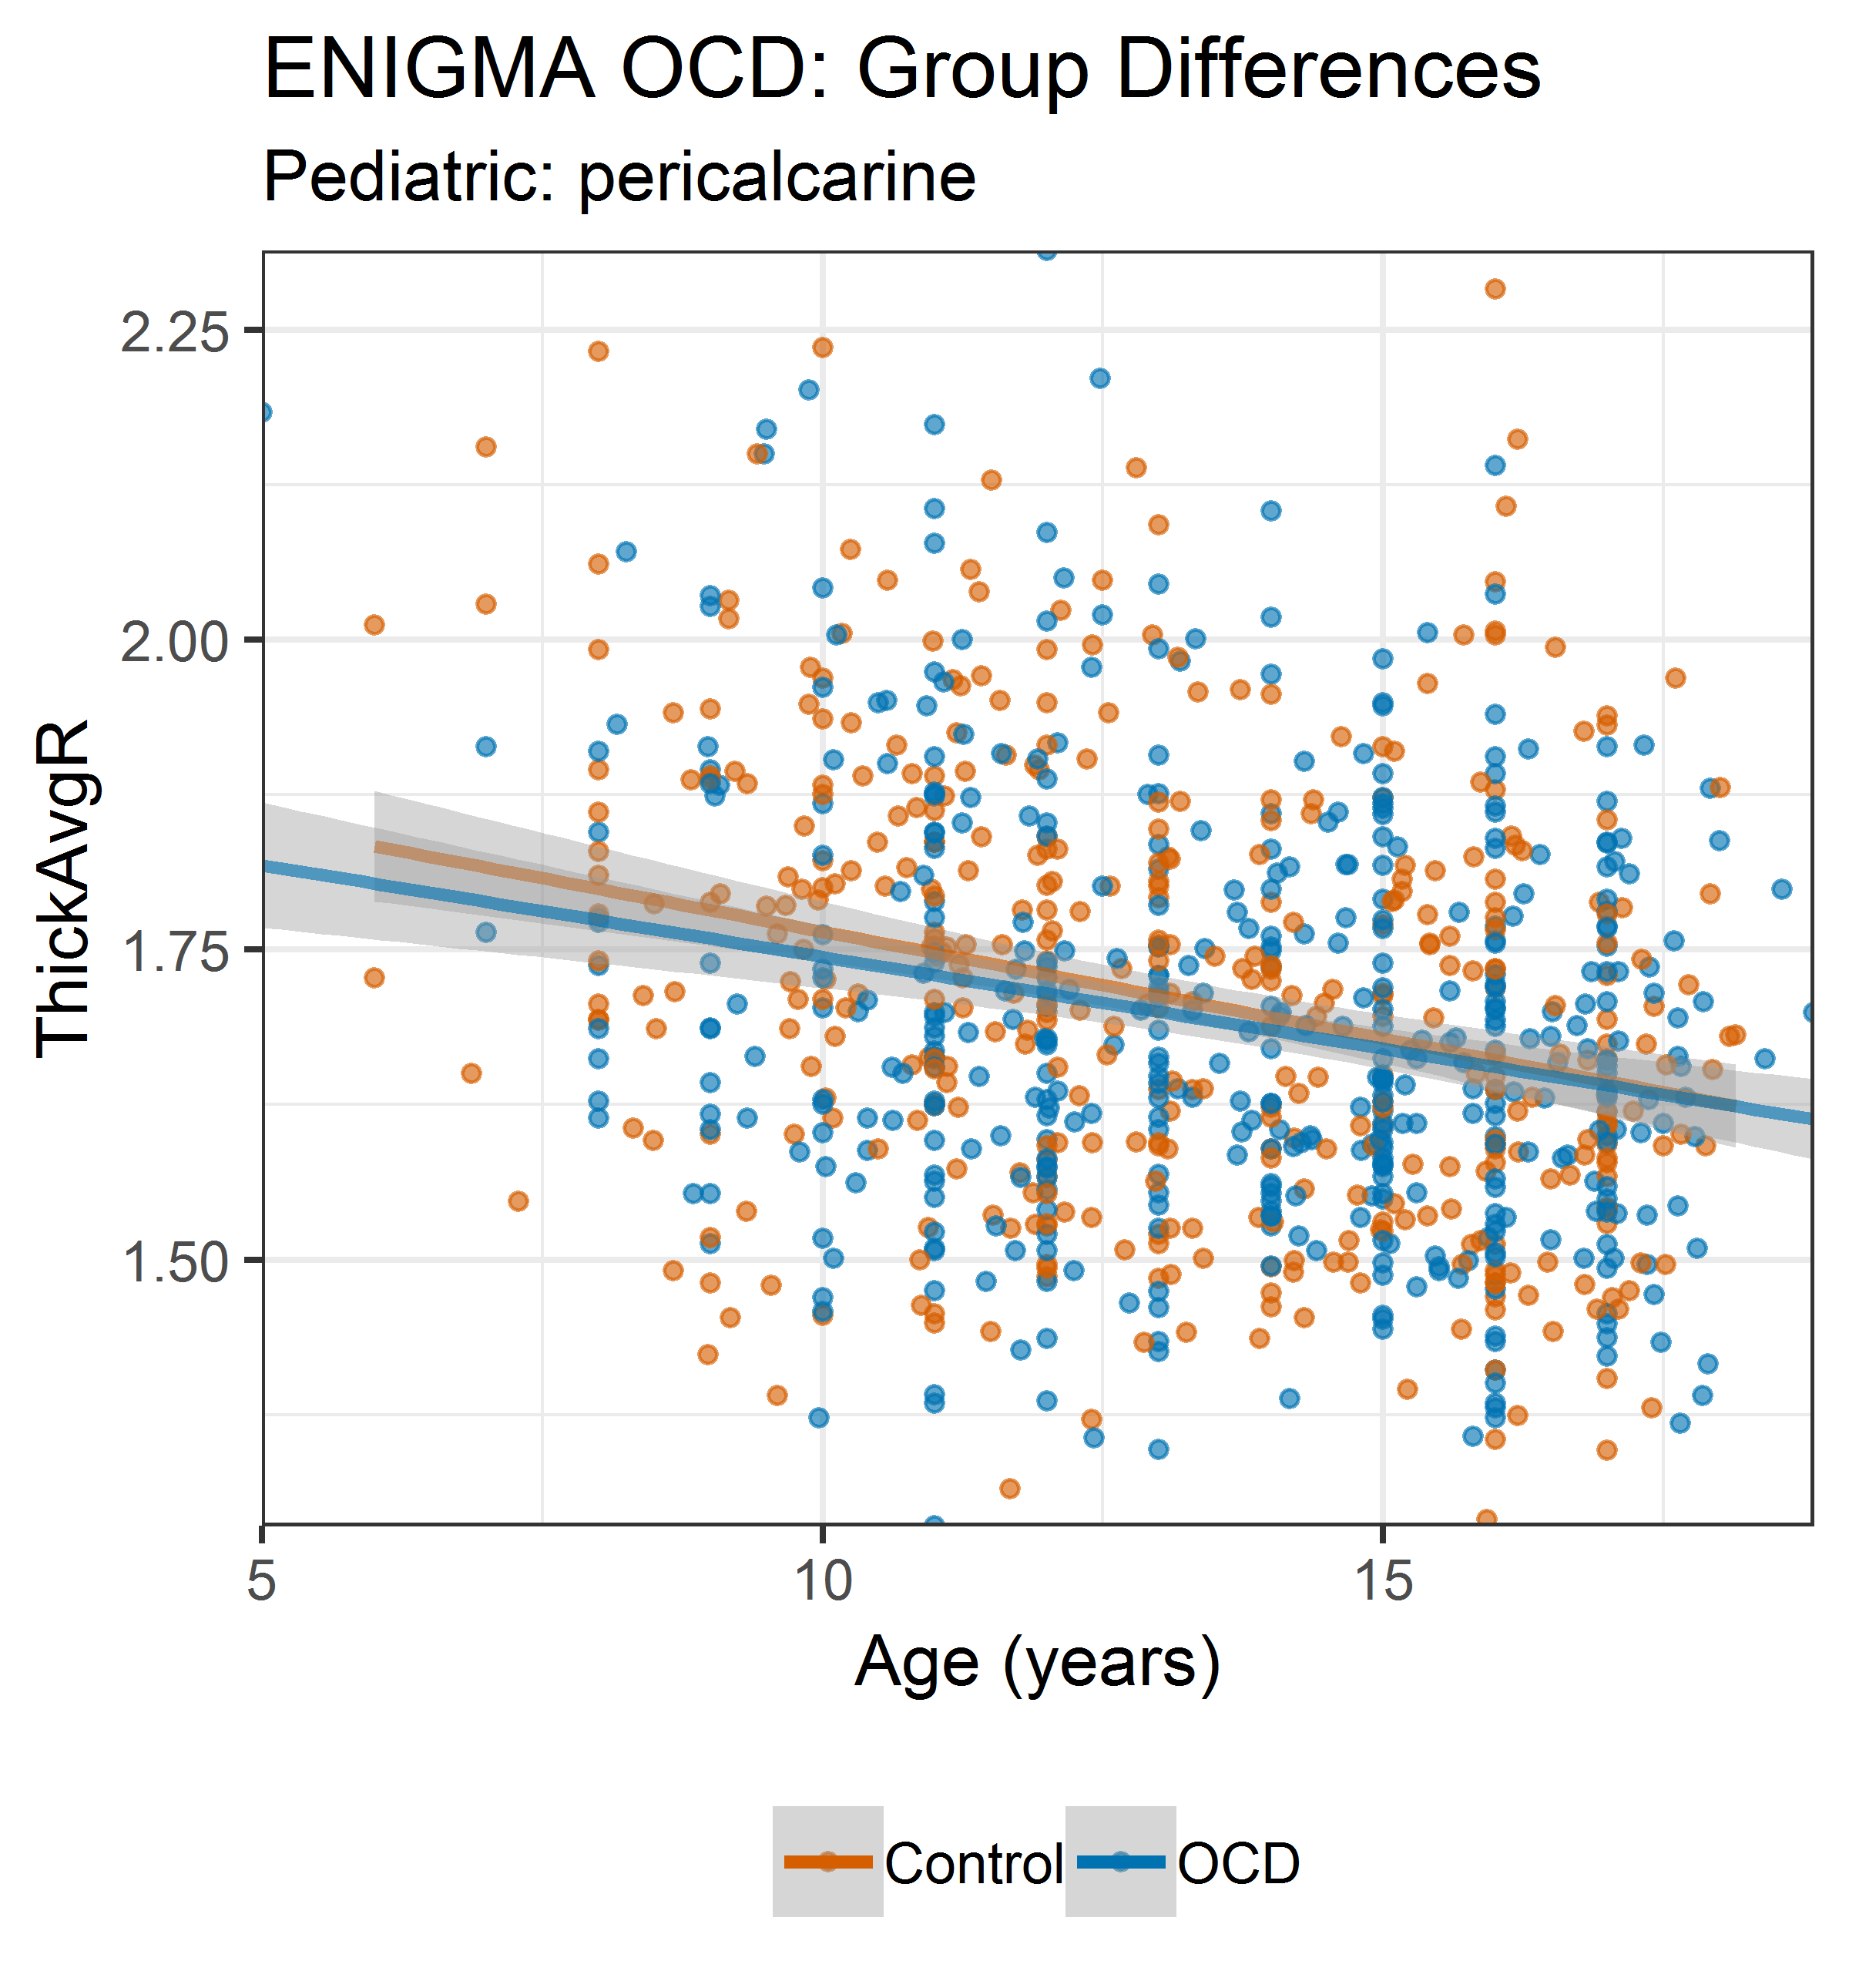 ENIGMA OCD: Group Differences
Pediatric: pericalcarine
ThickAvgR
2.25
2.00
1.75
1.50
5 10 15
Age (years)
Control OCD